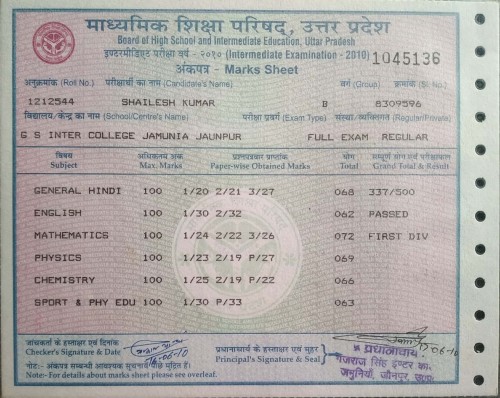 माध्यमिक शिक्षा परिषद्, उत्तर प्रदेश
Board of High School and Intermediate Education, Uttar Pradesh
इण्टरमीडिएट परीक्षा वर्ष - २०१० (Intermediate Examination - 2010) 1045136
अंकपत्र - Marks Sheet
अनुक्रमांक (Roll No.) परीक्षार्थी का नाम (Candidate's Name) वर्ग (Group) क्रमांक (Sr. No.)
1212544 SHAILESH KUMAR B 8309596
विद्यालय/केन्द्र का नाम (School/Centre's Name) परीक्षा प्रवर्ग (Exam Type) संस्था/व्यक्तिगत (Regular/Private)
G S INTER COLLEGE JAMUNIA JAUNPUR FULL EXAM REGULAR
विषय अधिकतम अंक प्रश्नपत्रवार प्राप्तांक योग सम्पूर्ण योग एवं परीक्षाफल
Subject Max. Marks Paper-wise Obtained Marks Total Grand Total & Result
GENERAL HINDI 100 1/20 2/21 3/27 068 337/500
ENGLISH 100 1/30 2/32 062 PASSED
MATHEMATICS 100 1/24 2/22 3/26 072 FIRST DIV
PHYSICS 100 1/23 2/19 P/27 069
CHEMISTRY 100 1/25 2/19 P/22 066
SPORT & PHY EDU 100 1/30 P/33 063
जांचकर्ता के हस्ताक्षर एवं दिनांक प्रधानाचार्य के हस्ताक्षर एवं मुहर
Checker's Signature & Date 16-06-10 Principal's Signature & Seal
प्रधानाचार्य
गजराज सिंह इण्टर का.
जमुनियाँ, जौनपुर, उ०प्र०
नोट:- अंकपत्र सम्बन्धी आवश्यक सूचनायें पीछे मुद्रित हैं।
Note:- For details about marks sheet please see overleaf.